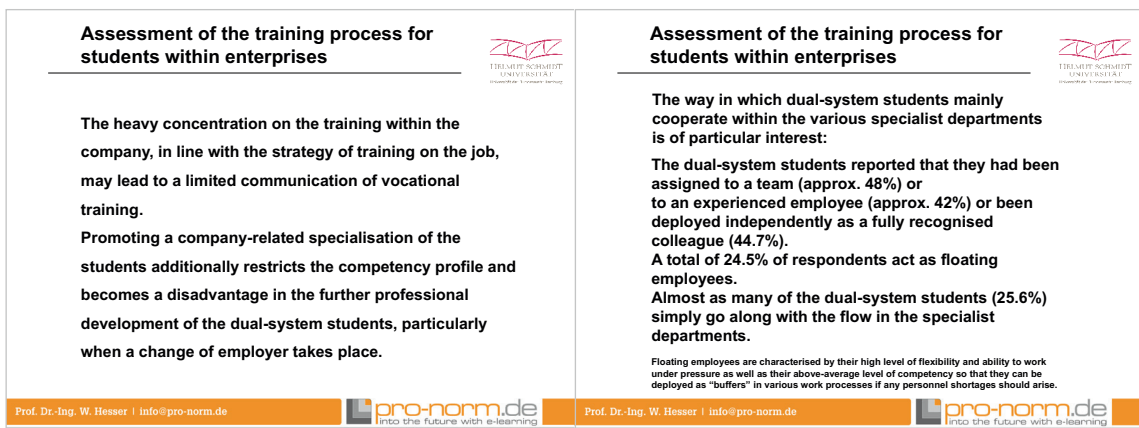 Assessment of the training process for
students within enterprises
HELMUT SCHMIDT
UNIVERSITÄT
The heavy concentration on the training within the
company, in line with the strategy of training on the job,
may lead to a limited communication of vocational
training.
Promoting a company-related specialisation of the
students additionally restricts the competency profile and
becomes a disadvantage in the further professional
development of the dual-system students, particularly
when a change of employer takes place.
Prof. Dr.-Ing. W. Hesser | info@pro-norm.de
pro-norm.de
into the future with e-learning
Assessment of the training process for
students within enterprises
HELMUT SCHMIDT
UNIVERSITÄT
The way in which dual-system students mainly
cooperate within the various specialist departments
is of particular interest:
The dual-system students reported that they had been
assigned to a team (approx. 48%) or
to an experienced employee (approx. 42%) or been
deployed independently as a fully recognised
colleague (44.7%).
A total of 24.5% of respondents act as floating
employees.
Almost as many of the dual-system students (25.6%)
simply go along with the flow in the specialist
departments.
Floating employees are characterised by their high level of flexibility and ability to work
under pressure as well as their above-average level of competency so that they can be
deployed as “buffers” in various work processes if any personnel shortages should arise.
Prof. Dr.-Ing. W. Hesser | info@pro-norm.de
pro-norm.de
into the future with e-learning